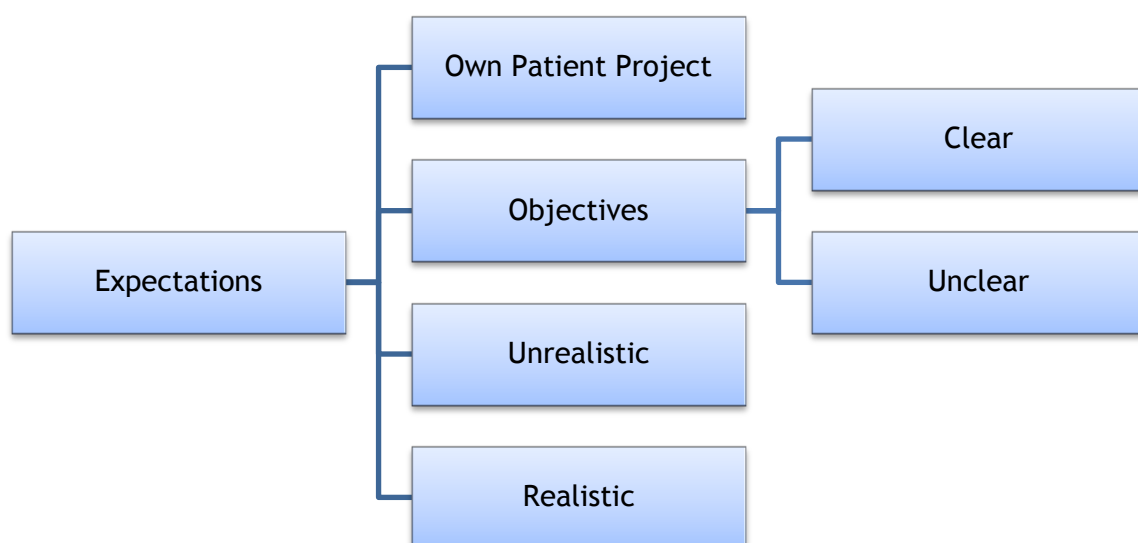 Expectations
Own Patient Project
Objectives
Clear
Unclear
Unrealistic
Realistic